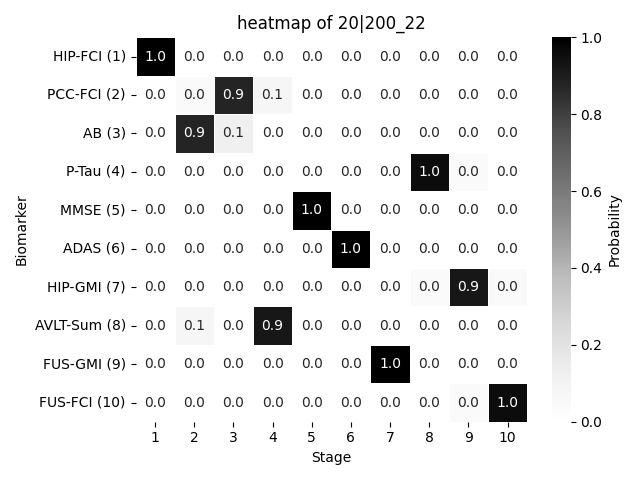 heatmap of 20|200_22
HIP-FCI (1) 1.0 0.0 0.0 0.0 0.0 0.0 0.0 0.0 0.0 0.0
PCC-FCI (2) 0.0 0.0 0.9 0.1 0.0 0.0 0.0 0.0 0.0 0.0
AB (3) 0.0 0.9 0.1 0.0 0.0 0.0 0.0 0.0 0.0 0.0
P-Tau (4) 0.0 0.0 0.0 0.0 0.0 0.0 0.0 1.0 0.0 0.0
MMSE (5) 0.0 0.0 0.0 0.0 1.0 0.0 0.0 0.0 0.0 0.0
ADAS (6) 0.0 0.0 0.0 0.0 0.0 1.0 0.0 0.0 0.0 0.0
HIP-GMI (7) 0.0 0.0 0.0 0.0 0.0 0.0 0.0 0.0 0.9 0.0
AVLT-Sum (8) 0.0 0.1 0.0 0.9 0.0 0.0 0.0 0.0 0.0 0.0
FUS-GMI (9) 0.0 0.0 0.0 0.0 0.0 0.0 1.0 0.0 0.0 0.0
FUS-FCI (10) 0.0 0.0 0.0 0.0 0.0 0.0 0.0 0.0 0.0 1.0
1 2 3 4 5 6 7 8 9 10
Stage
Biomarker
1.0
0.8
0.6
0.4
0.2
0.0
Probability